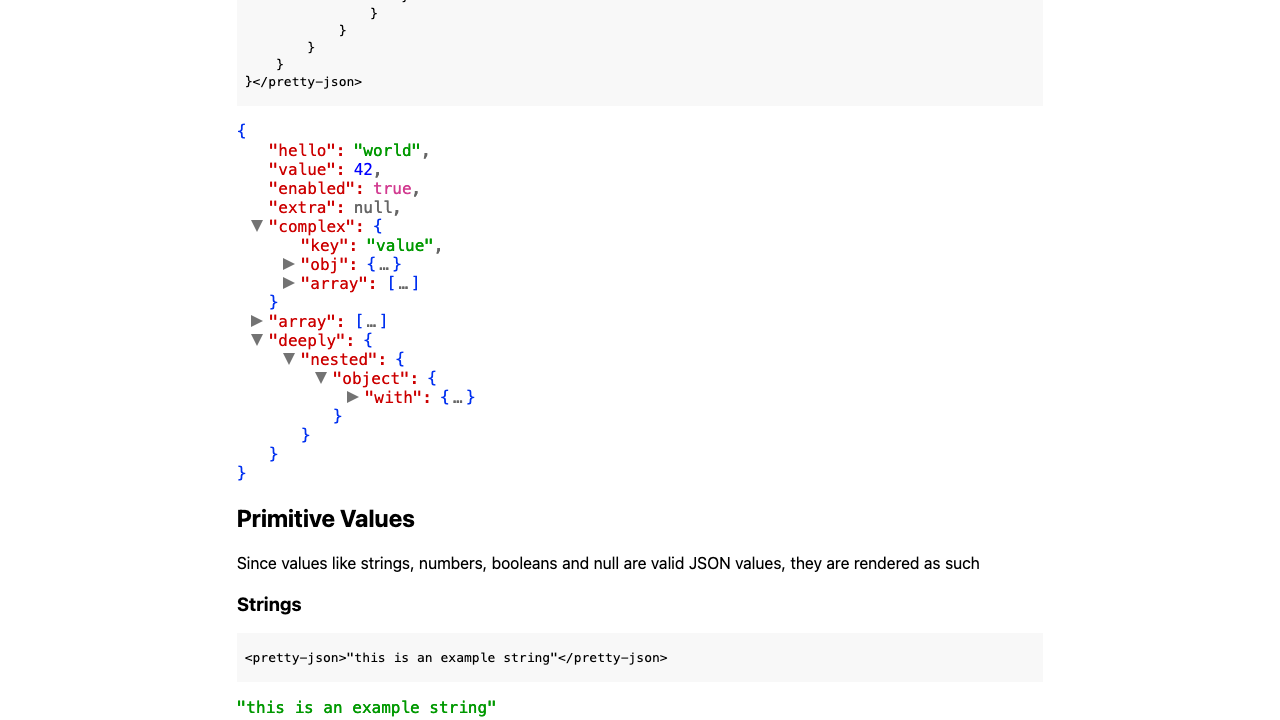 }
}
}
}
}</pretty-json>
{
"hello": "world",
"value": 42,
"enabled": true,
"extra": null,
▼ "complex": {
"key": "value",
▶ "obj": {…}
▶ "array": […]
}
▶ "array": […]
▼ "deeply": {
▼ "nested": {
▼ "object": {
▶ "with": {…}
}
}
}
}
Primitive Values
Since values like strings, numbers, booleans and null are valid JSON values, they are rendered as such
Strings
<pretty-json>"this is an example string"</pretty-json>
"this is an example string"